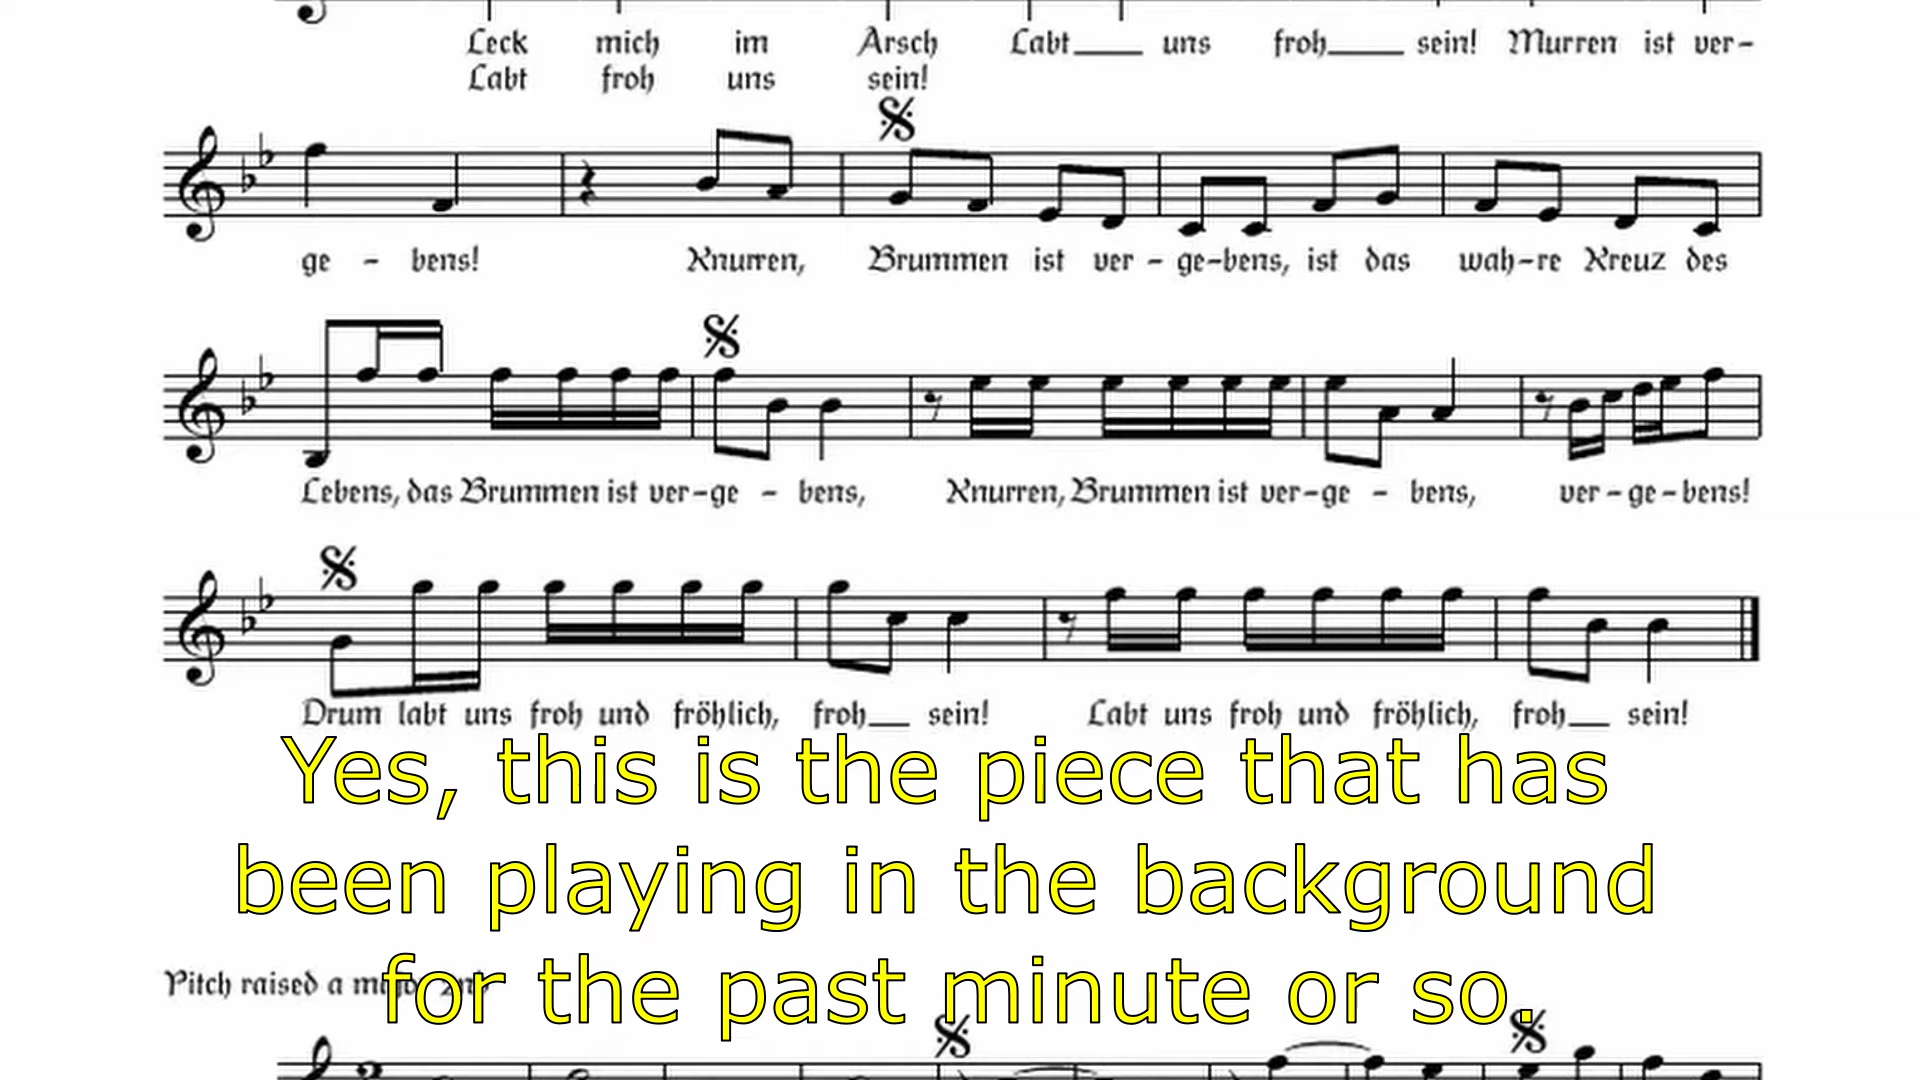 Leck mich im Arsch Labt____ uns froh____ sein! Murren ist ver-
Labt froh uns sein!
ge - bens! Knurren, Brummen ist ver - ge-bens, ist das wah-re Kreuz des
Lebens, das Brummen ist ver-ge - bens, Knurren, Brummen ist ver-ge - bens, ver-ge-bens!
Drum labt uns froh und fröhlich, froh__ sein! Labt uns froh und fröhlich, froh__ sein!
Yes, this is the piece that has
been playing in the background
for the past minute or so.
Pitch raised a